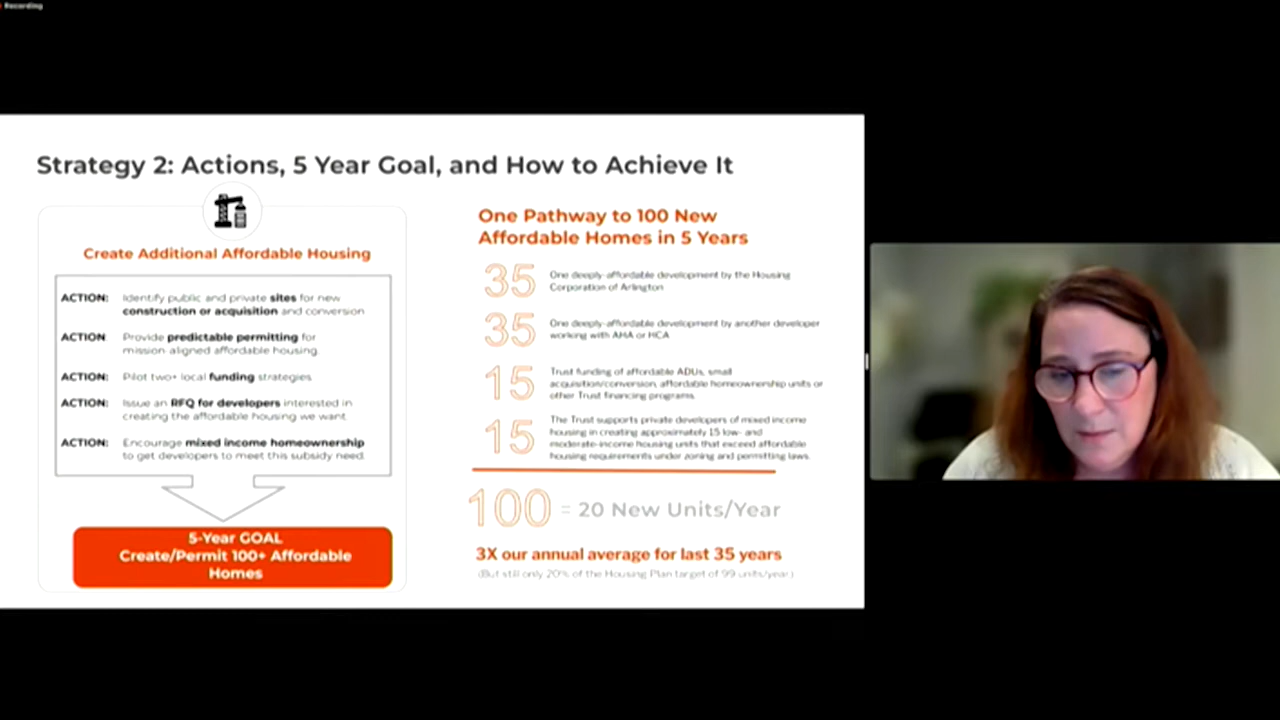 Recording
Strategy 2: Actions, 5 Year Goal, and How to Achieve It
Create Additional Affordable Housing
ACTION: Identify public and private sites for new
construction or acquisition and conversion
ACTION: Provide predictable permitting for
mission-aligned affordable housing.
ACTION: Pilot two+ local funding strategies
ACTION: Issue an RFQ for developers interested in
creating the affordable housing we want
ACTION: Encourage mixed income homeownership
to get developers to meet this subsidy need.
5-Year GOAL
Create/Permit 100+ Affordable
Homes
One Pathway to 100 New
Affordable Homes in 5 Years
35 One deeply-affordable development by the Housing
Corporation of Arlington
35 One deeply-affordable development by another developer
working with AHA or HCA
15 Trust funding of affordable ADUs, small
acquisition/conversion, affordable homeownership units or
other Trust financing programs.
15 The Trust supports private developers of mixed income
housing in creating approximately 15 low- and
moderate-income housing units that exceed affordable
housing requirements under zoning and permitting laws.
100 = 20 New Units/Year
3X our annual average for last 35 years
(But still only 20% of the Housing Plan target of 99 units/year.)